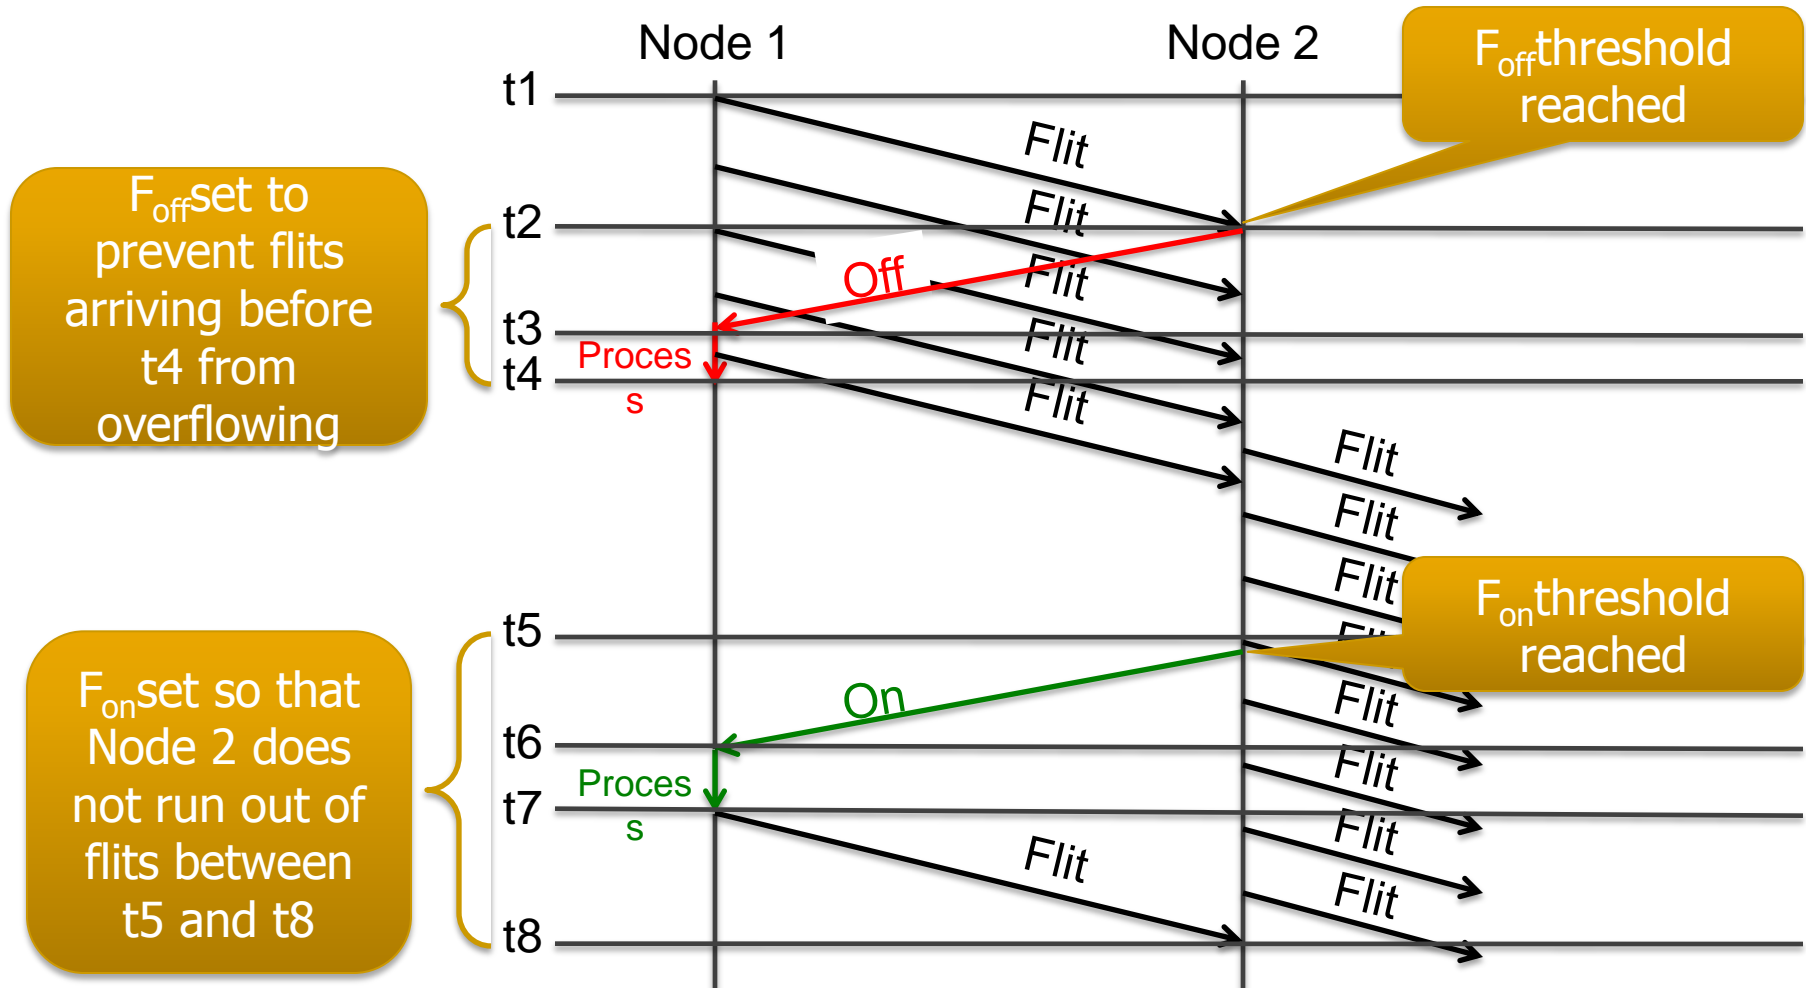 Node 1
Node 2
Foff threshold
reached
t1
Flit
Foff set to
prevent flits
arriving before
t4 from
overflowing
t2
Flit
Off
Flit
t3
Proces
s
Flit
t4
Flit
Flit
Flit
Flit
Fon threshold
reached
t5
Flit
Fon set so that
Node 2 does
not run out of
flits between
t5 and t8
On
Flit
t6
Proces
s
Flit
t7
Flit
Flit
Flit
t8